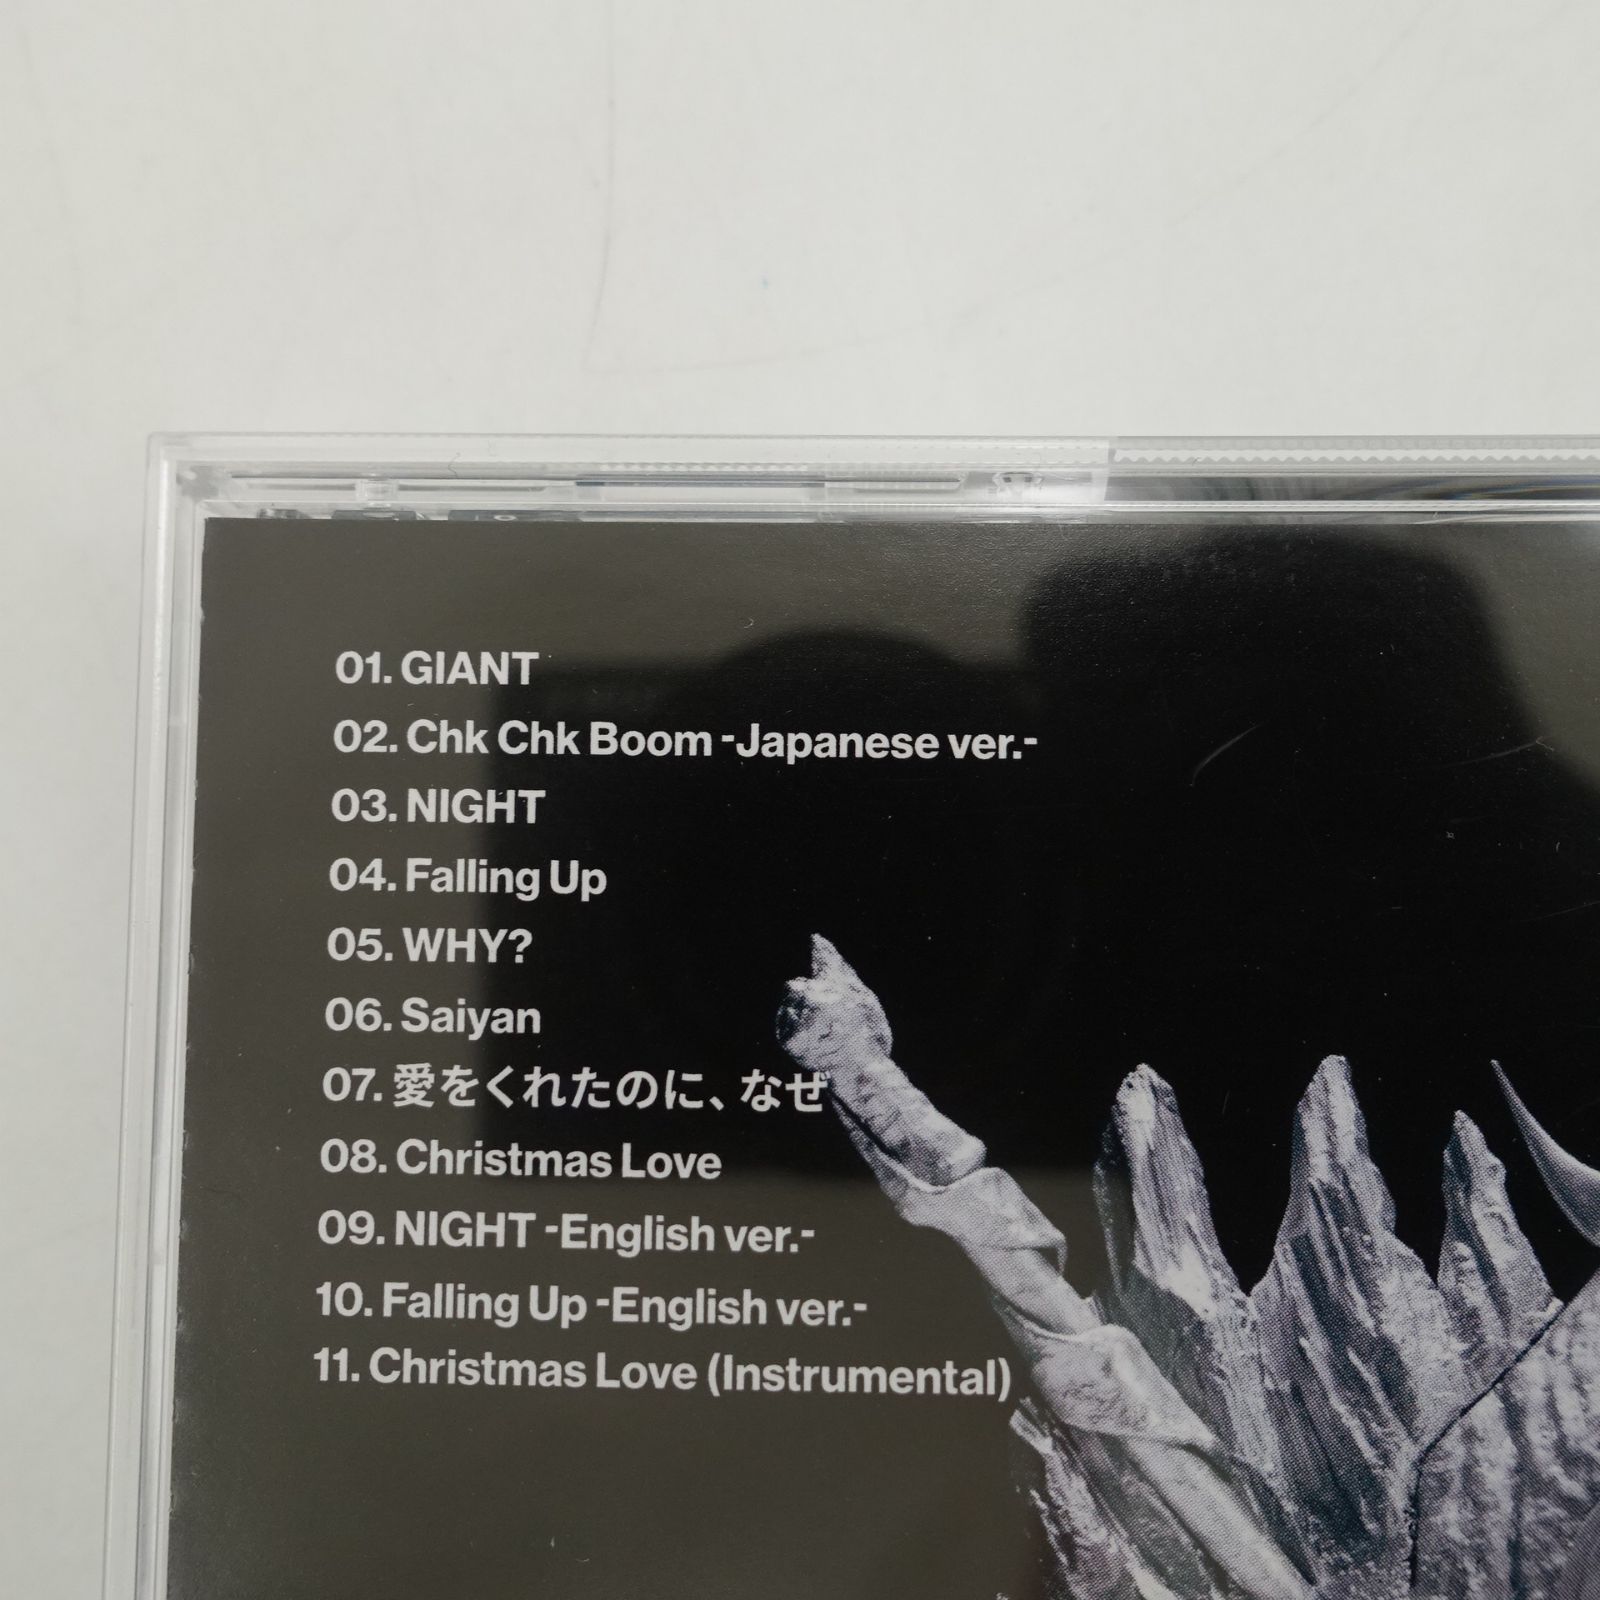 01. GIANT
02. Chk Chk Boom -Japanese ver.-
03. NIGHT
04. Falling Up
05. WHY?
06. Saiyan
07. 愛をくれたのに、なぜ
08. Christmas Love
09. NIGHT -English ver.-
10. Falling Up -English ver.-
11. Christmas Love (Instrumental)